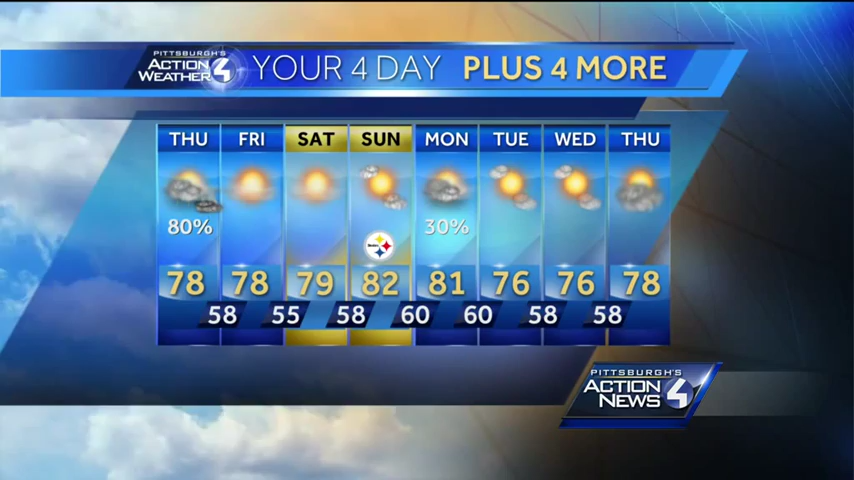 PITTSBURGH'S
ACTION
WEATHER 4
YOUR 4 DAY PLUS 4 MORE
THU FRI SAT SUN MON TUE WED THU
80% 30%
78 78 79 82 81 76 76 78
58 55 58 60 60 58 58
PITTSBURGH'S
ACTION
NEWS 4